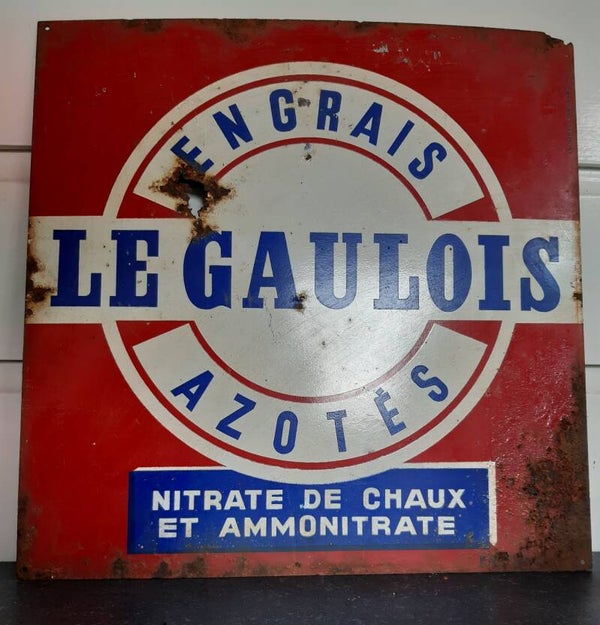 ENGRAIS
LE GAULOIS
AZOTÉS
NITRATE DE CHAUX
ET AMMONITRATE